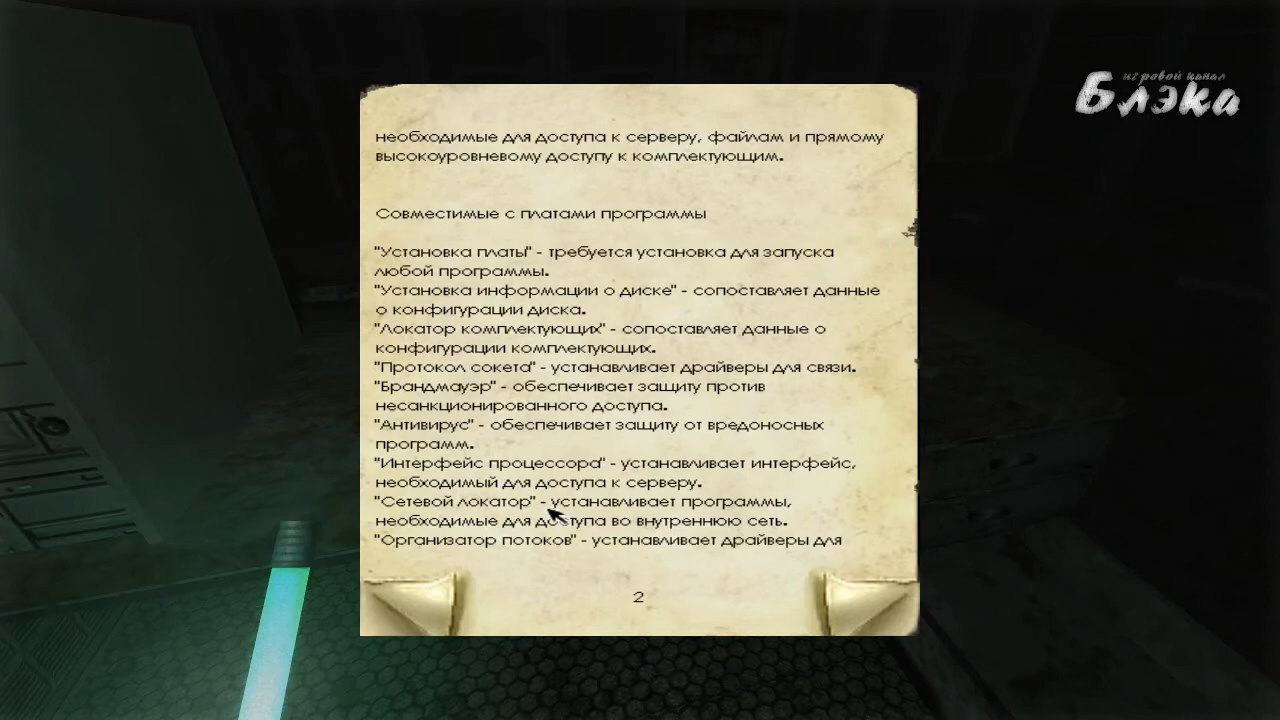 игровой канал
Блэка
необходимые для доступа к серверу, файлам и прямому
высокоуровневому доступу к комплектующим.
Совместимые с платами программы
"Установка платы" - требуется установка для запуска
любой программы.
"Установка информации о диске" - сопоставляет данные
о конфигурации диска.
"Локатор комплектующих" - сопоставляет данные о
конфигурации комплектующих.
"Протокол сокета" - устанавливает драйверы для связи.
"Брандмауэр" - обеспечивает защиту против
несанкционированного доступа.
"Антивирус" - обеспечивает защиту от вредоносных
программ.
"Интерфейс процессора" - устанавливает интерфейс,
необходимый для доступа к серверу.
"Сетевой локатор" - устанавливает программы,
необходимые для доступа во внутреннюю сеть.
"Организатор потоков" - устанавливает драйверы для
2